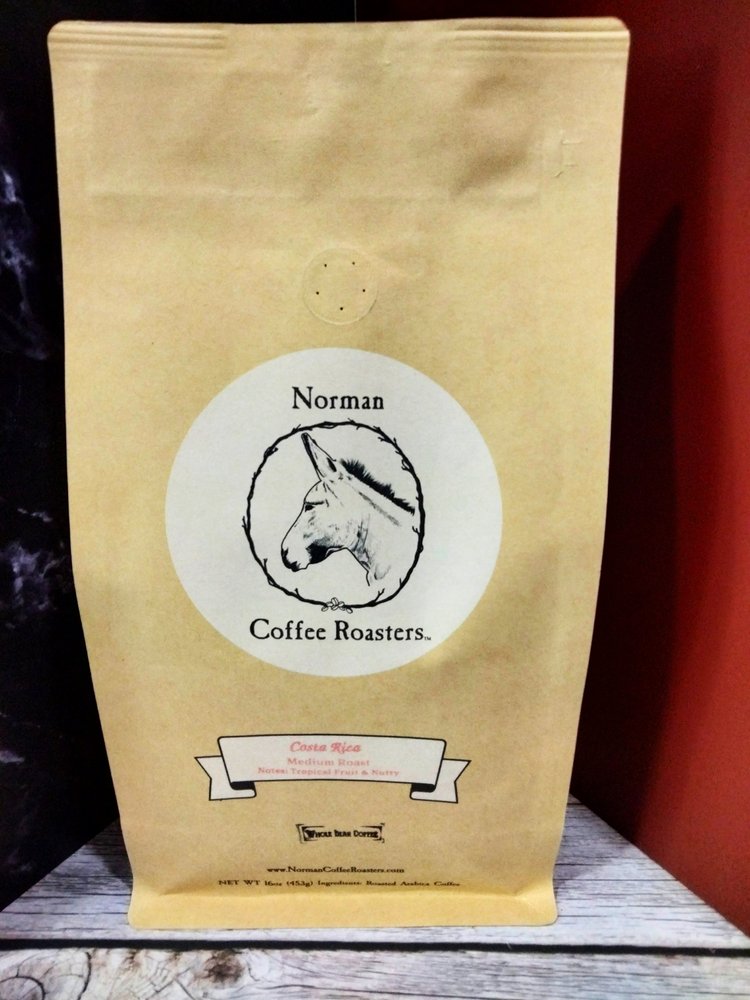 Norman
Coffee Roasters™
Costa Rica
Medium Roast
Notes: Tropical Fruit & Nutty
Whole Bean Coffee
www.NormanCoffeeRoasters.com
NET WT 16oz (453g) Ingredients: Roasted Arabica Coffee